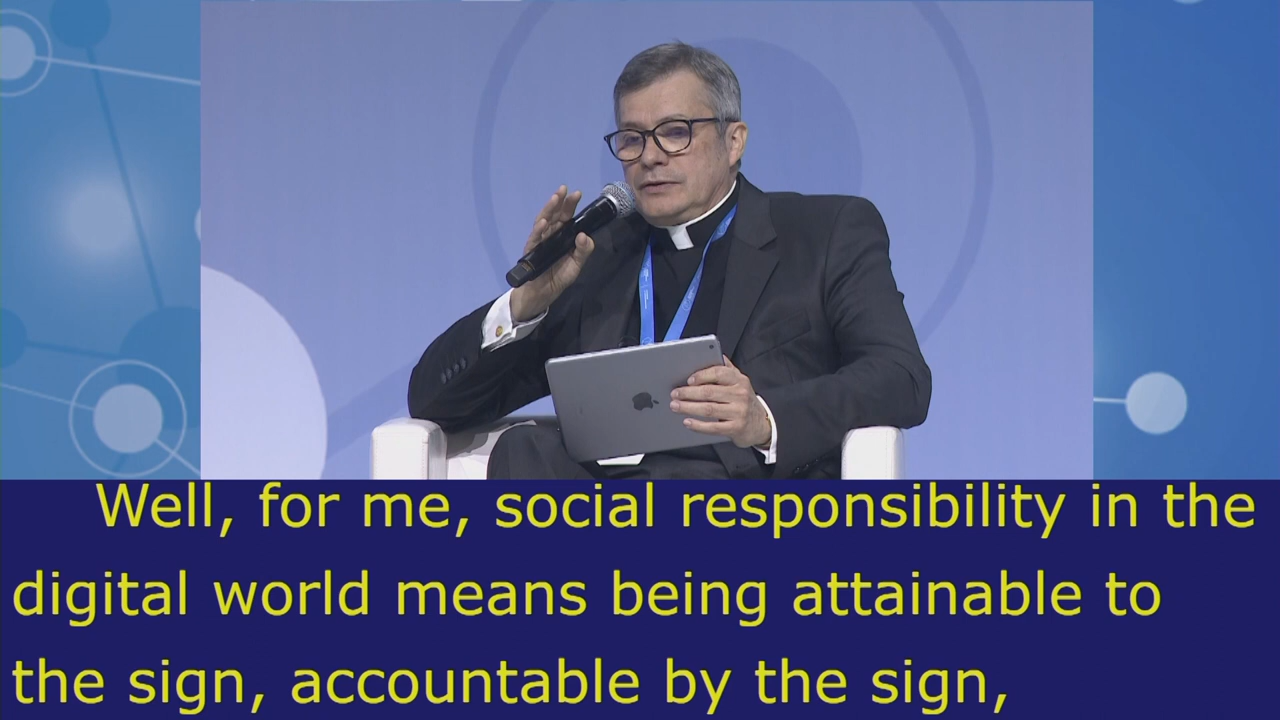 Well, for me, social responsibility in the
digital world means being attainable to
the sign, accountable by the sign,